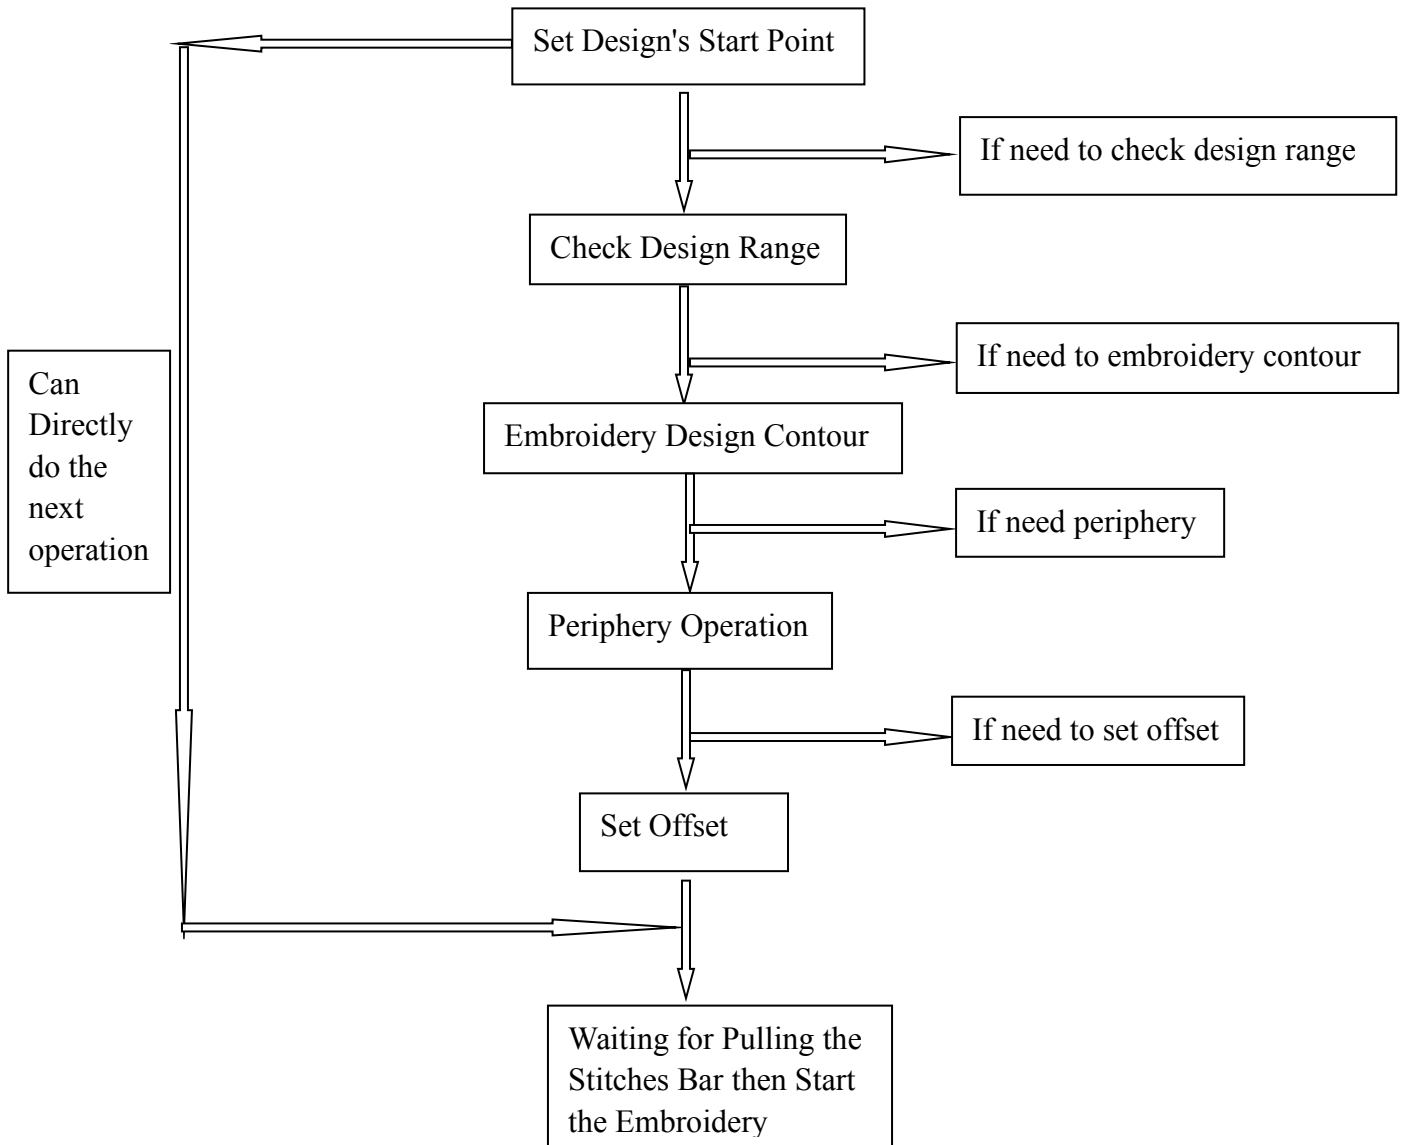 Set Design's Start Point
If need to check design range
Check Design Range
If need to embroidery contour
Can
Directly
do the
next
operation
Embroidery Design Contour
If need periphery
Periphery Operation
If need to set offset
Set Offset
Waiting for Pulling the
Stitches Bar then Start
the Embroidery